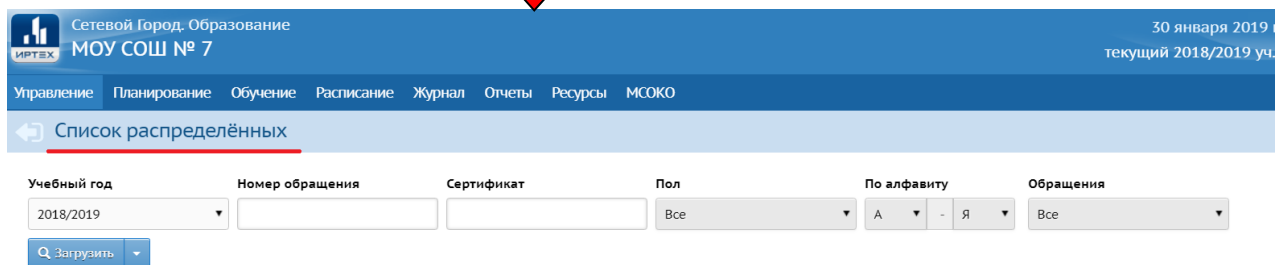 Сетевой Город. Образование
30 января 2019 г
ИРТЕХ МОУ СОШ № 7
текущий 2018/2019 уч.
Управление Планирование Обучение Расписание Журнал Отчеты Ресурсы МСОКО
Список распределённых
Учебный год Номер обращения Сертификат Пол По алфавиту Обращения
2018/2019 Все А - Я Все
Загрузить